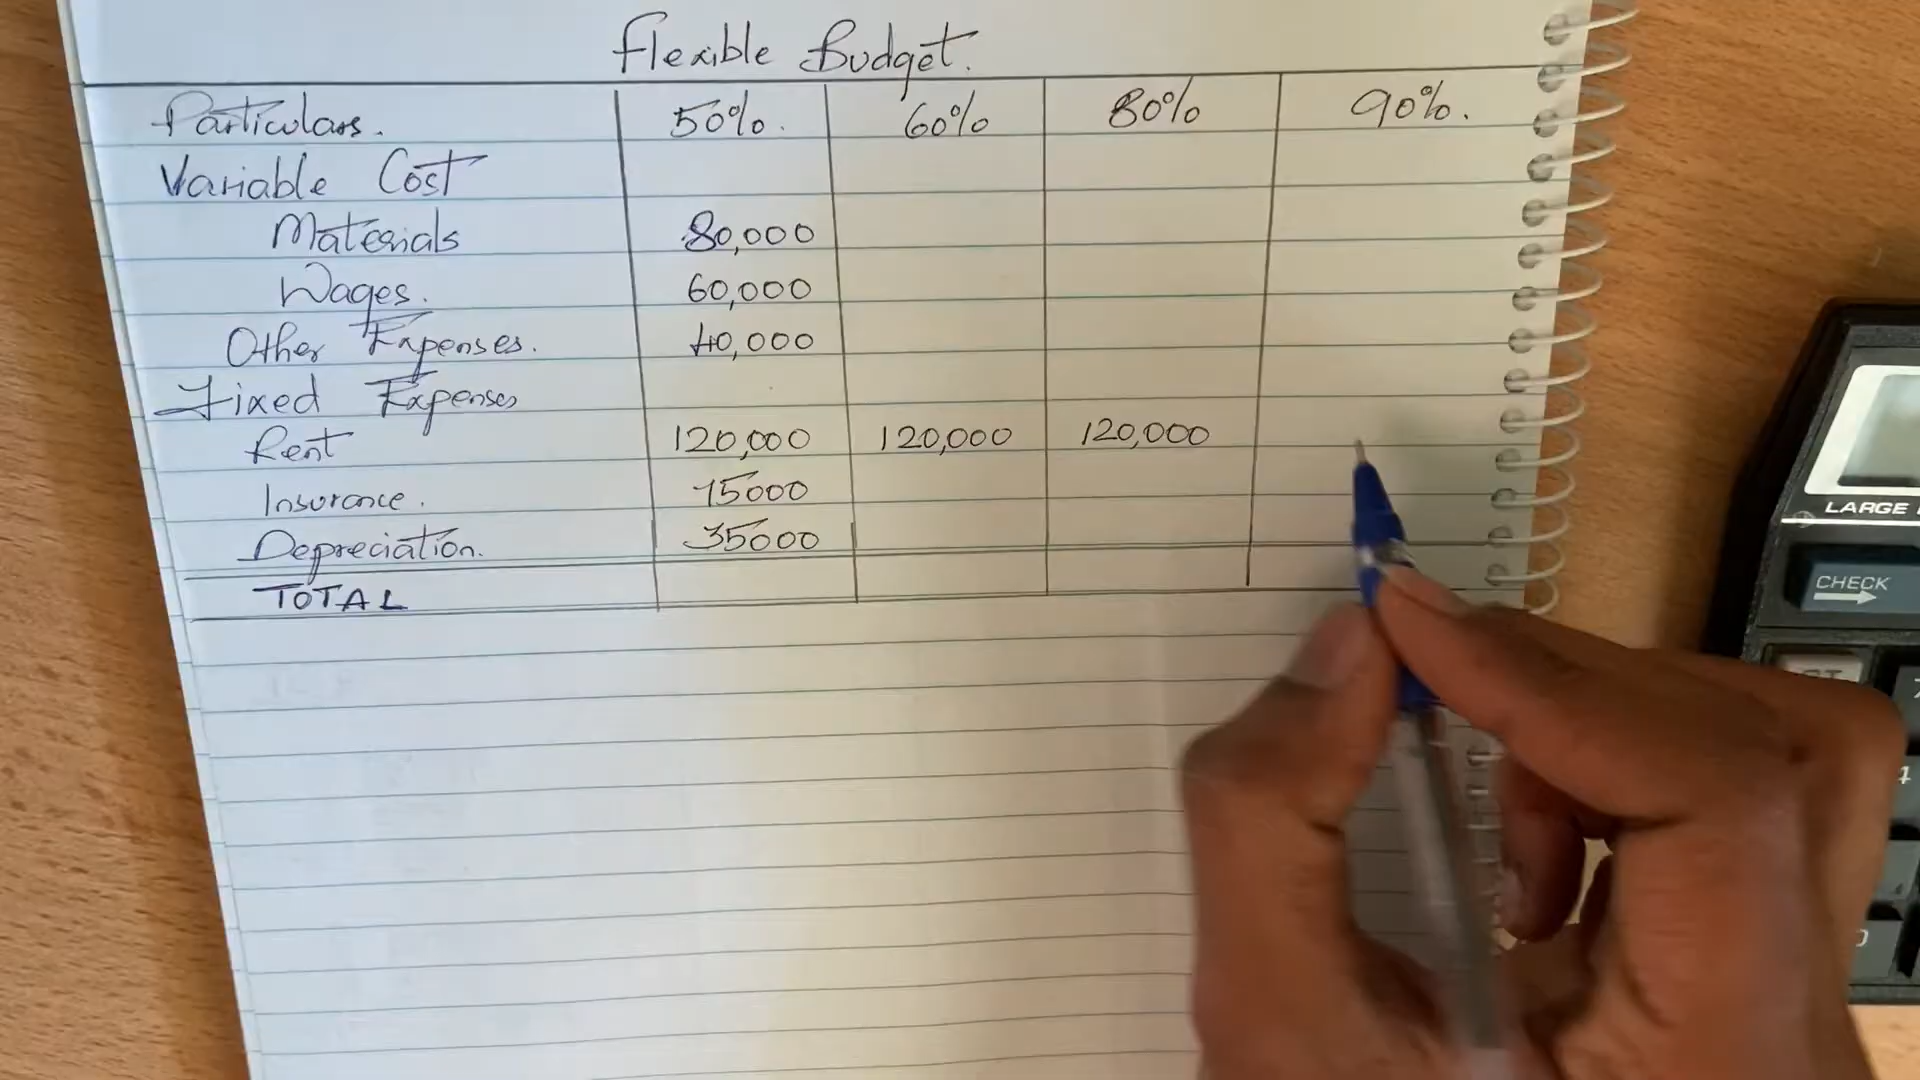 Flexible Budget.
Particulars. 50%. 60% 80% 90%.
Variable Cost
Materials 80,000
Wages. 60,000
Other Expenses. 40,000
Fixed Expenses
Rent 120,000 120,000 120,000
Insurance. 15000
Depreciation. 35000
TOTAL
LARGE
CHECK
4